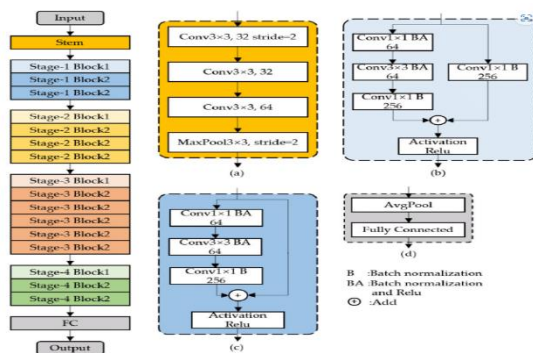 Input
Stem
Stage-1 Block1
Stage-1 Block2
Stage-1 Block2
Stage-2 Block1
Stage-2 Block2
Stage-2 Block2
Stage-2 Block2
Stage-3 Block1
Stage-3 Block2
Stage-3 Block2
Stage-3 Block2
Stage-3 Block2
Stage-3 Block2
Stage-4 Block1
Stage-4 Block2
Stage-4 Block2
FC
Output
Conv3×3, 32 stride=2
Conv3×3, 32
Conv3×3, 64
MaxPool3×3, stride=2
(a)
Conv1×1 BA
64
Conv3×3 BA
64
Conv1×1 B
256
Conv1×1 B
256
Activation
Relu
(b)
Conv1×1 BA
64
Conv3×3 BA
64
Conv1×1 B
256
Activation
Relu
(c)
AvgPool
Fully Connected
(d)
B :Batch normalization
BA :Batch normalization
and Relu
:Add